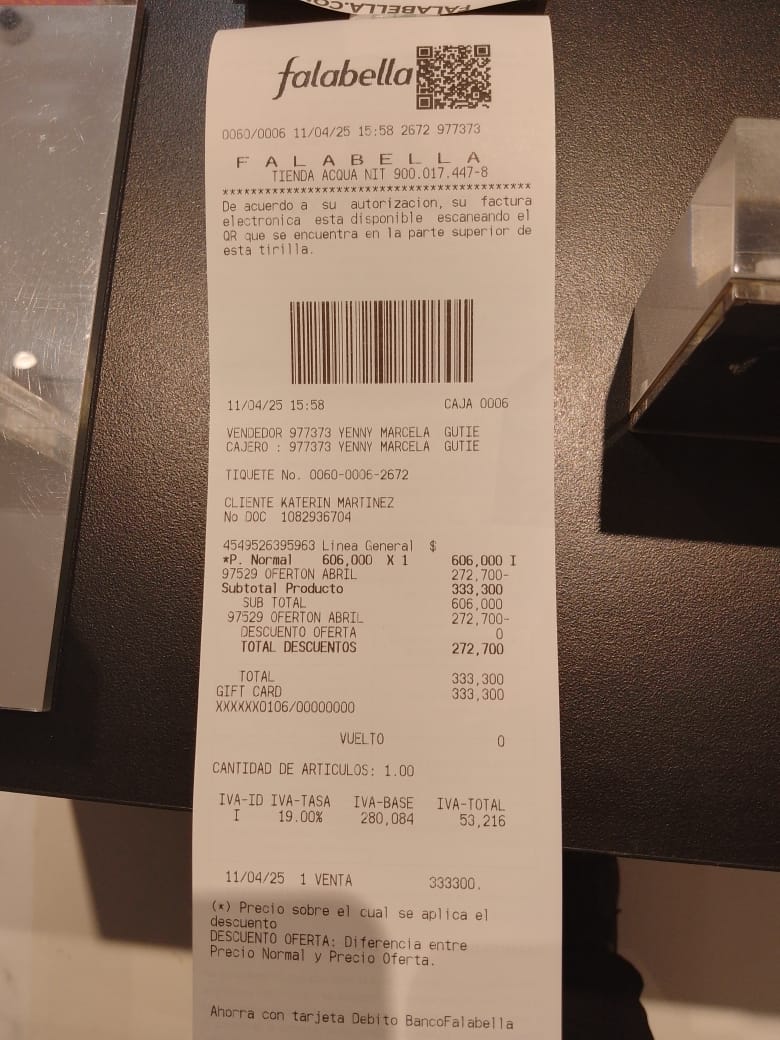 FALABELLA.CO
falabella
0060/0006 11/04/25 15:58 2672 977373
F A L A B E L L A
TIENDA ACQUA NIT 900.017.447-8
******************************************
De acuerdo a su autorizacion, su factura
electronica esta disponible escaneando el
QR que se encuentra en la parte superior de
esta tirilla.
11/04/25 15:58 CAJA 0006
VENDEDOR 977373 YENNY MARCELA GUTIE
CAJERO : 977373 YENNY MARCELA GUTIE
TIQUETE No. 0060-0006-2672
CLIENTE KATERIN MARTINEZ
No DOC 1082936704
4549526395963 Linea General $
*P. Normal 606,000 X 1 606,000 I
97529 OFERTON ABRIL 272,700-
Subtotal Producto 333,300
SUB TOTAL 606,000
97529 OFERTON ABRIL 272,700-
DESCUENTO OFERTA 0
TOTAL DESCUENTOS 272,700
TOTAL 333,300
GIFT CARD 333,300
XXXXXX0106/00000000
VUELTO 0
CANTIDAD DE ARTICULOS: 1.00
IVA-ID IVA-TASA IVA-BASE IVA-TOTAL
I 19.00% 280,084 53,216
11/04/25 1 VENTA 333300.
(*) Precio sobre el cual se aplica el
descuento
DESCUENTO OFERTA: Diferencia entre
Precio Normal y Precio Oferta.
Ahorra con tarjeta Debito BancoFalabella